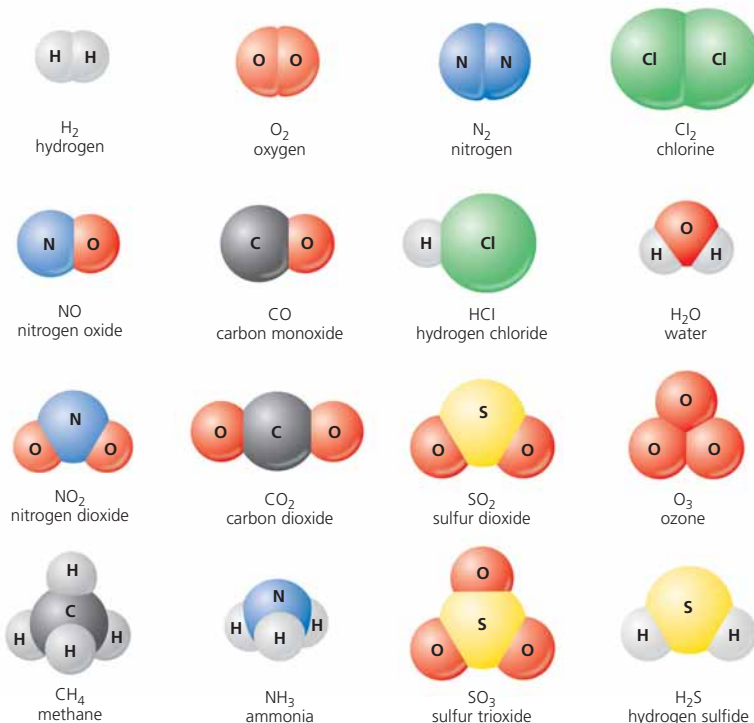 H H
O O
N N
Cl Cl
H₂
hydrogen
O₂
oxygen
N₂
nitrogen
Cl₂
chlorine
N O
C O
H Cl
O
H H
NO
nitrogen oxide
CO
carbon monoxide
HCl
hydrogen chloride
H₂O
water
N
O O
O C O
S
O O
O
O O
NO₂
nitrogen dioxide
CO₂
carbon dioxide
SO₂
sulfur dioxide
O₃
ozone
H
C
H H
H
N
H H
H
O
S
O O
S
H H
CH₄
methane
NH₃
ammonia
SO₃
sulfur trioxide
H₂S
hydrogen sulfide